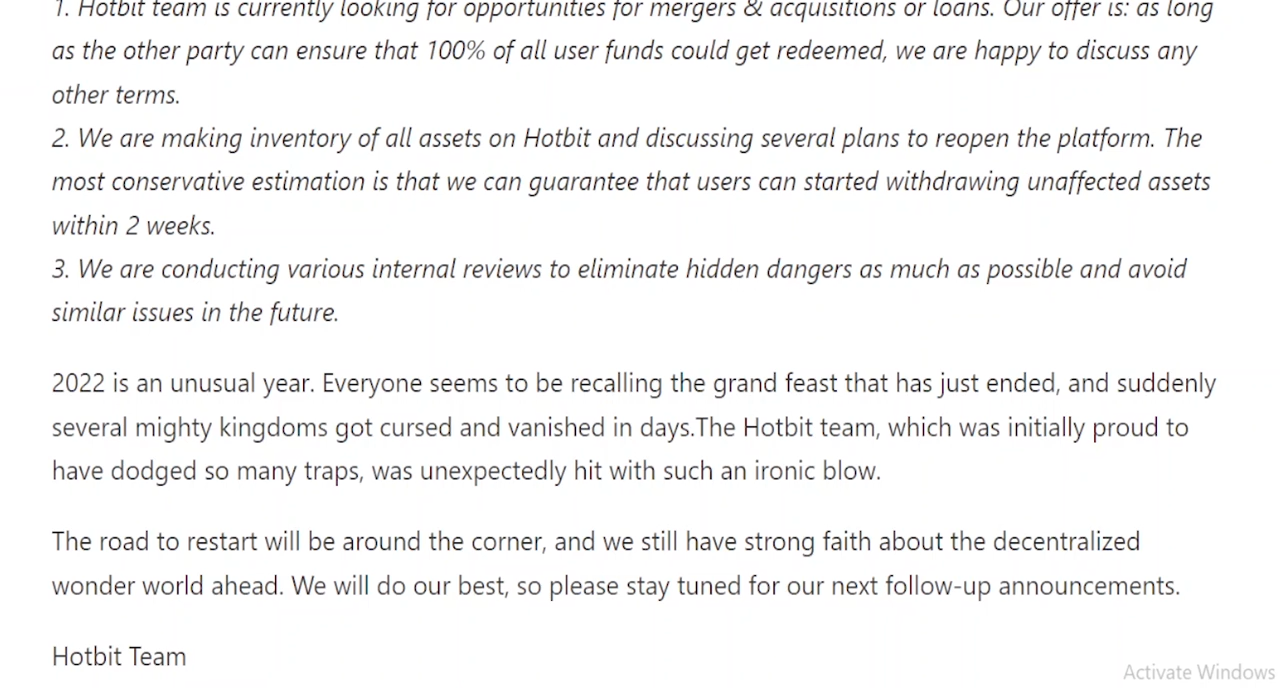 1. Hotbit team is currently looking for opportunities for mergers & acquisitions or loans. Our offer is: as long
as the other party can ensure that 100% of all user funds could get redeemed, we are happy to discuss any
other terms.
2. We are making inventory of all assets on Hotbit and discussing several plans to reopen the platform. The
most conservative estimation is that we can guarantee that users can started withdrawing unaffected assets
within 2 weeks.
3. We are conducting various internal reviews to eliminate hidden dangers as much as possible and avoid
similar issues in the future.
2022 is an unusual year. Everyone seems to be recalling the grand feast that has just ended, and suddenly
several mighty kingdoms got cursed and vanished in days.The Hotbit team, which was initially proud to
have dodged so many traps, was unexpectedly hit with such an ironic blow.
The road to restart will be around the corner, and we still have strong faith about the decentralized
wonder world ahead. We will do our best, so please stay tuned for our next follow-up announcements.
Hotbit Team
Activate Windows